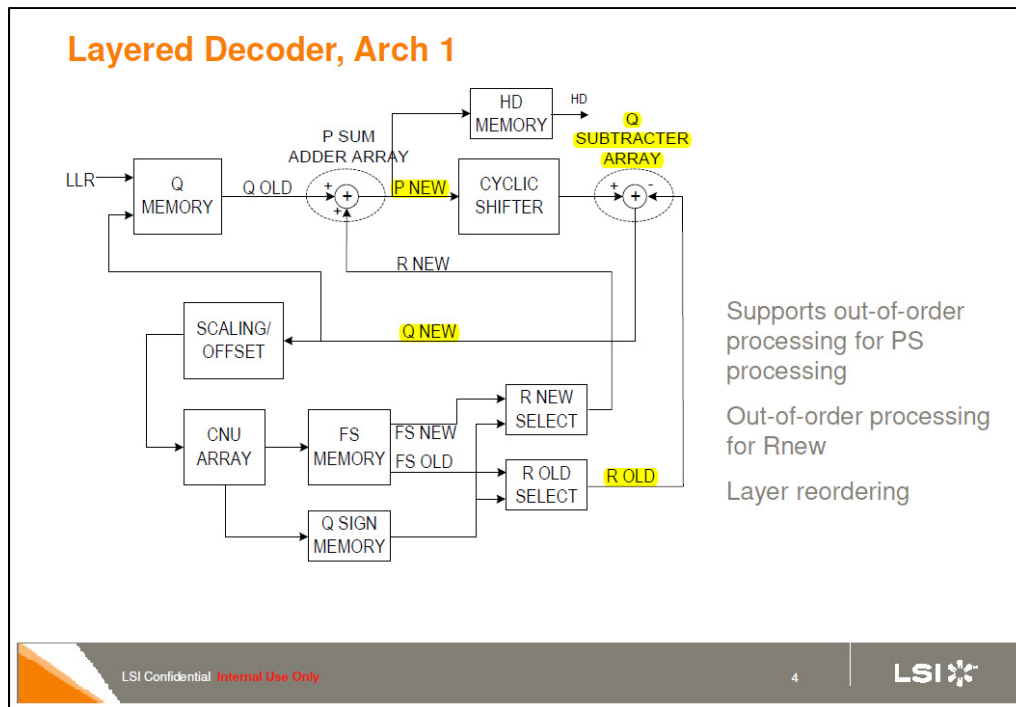 Layered Decoder, Arch 1
HD
MEMORY
HD
Q
SUBTRACTER
ARRAY
P SUM
ADDER ARRAY
LLR
Q
MEMORY
Q OLD
+
+
+
P NEW
CYCLIC
SHIFTER
+
-
+
R NEW
SCALING/
OFFSET
Q NEW
CNU
ARRAY
FS
MEMORY
FS NEW
FS OLD
R NEW
SELECT
R OLD
SELECT
R OLD
Q SIGN
MEMORY
Supports out-of-order
processing for PS
processing
Out-of-order processing
for Rnew
Layer reordering
LSI Confidential Internal Use Only
4
LSI